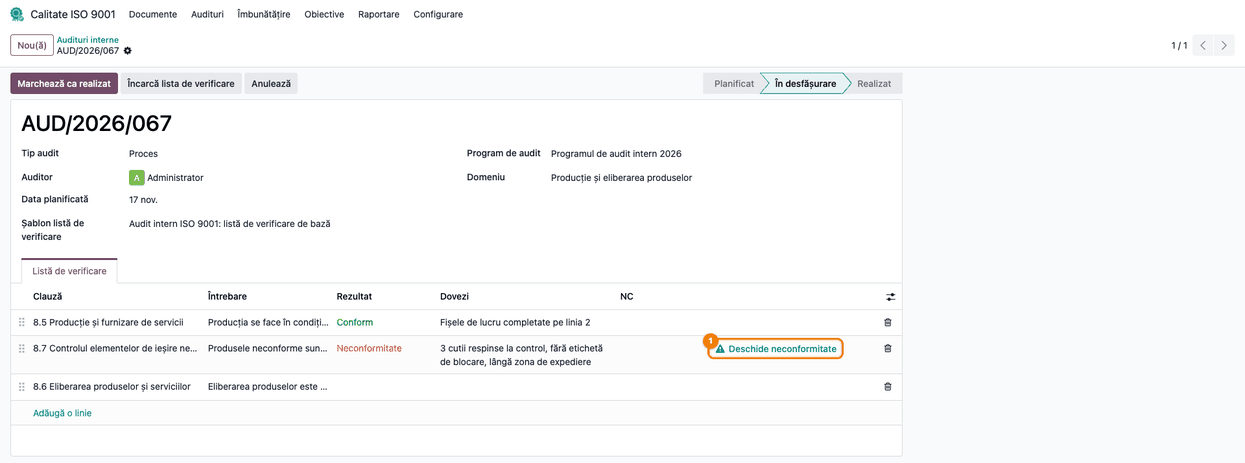 Calitate ISO 9001 Documente Audituri Îmbunătățire Obiective Raportare Configurare
Nou(ă) Audituri interne
AUD/2026/067
1 / 1
Marchează ca realizat Încarcă lista de verificare Anulează Planificat În desfășurare Realizat
AUD/2026/067
Tip audit Proces Program de audit Programul de audit intern 2026
Auditor A Administrator Domeniu Producție și eliberarea produselor
Data planificată 17 nov.
Șablon listă de verificare Audit intern ISO 9001: listă de verificare de bază
Listă de verificare
Clauză Întrebare Rezultat Dovezi NC
8.5 Producție și furnizare de servicii Producția se face în condiți... Conform Fișele de lucru completate pe linia 2
8.7 Controlul elementelor de ieșire ne... Produsele neconforme sun... Neconformitate 3 cutii respinse la control, fără etichetă 1 Deschide neconformitate
de blocare, lângă zona de expediere
8.6 Eliberarea produselor și serviciilor Eliberarea produselor este ...
Adăugă o linie